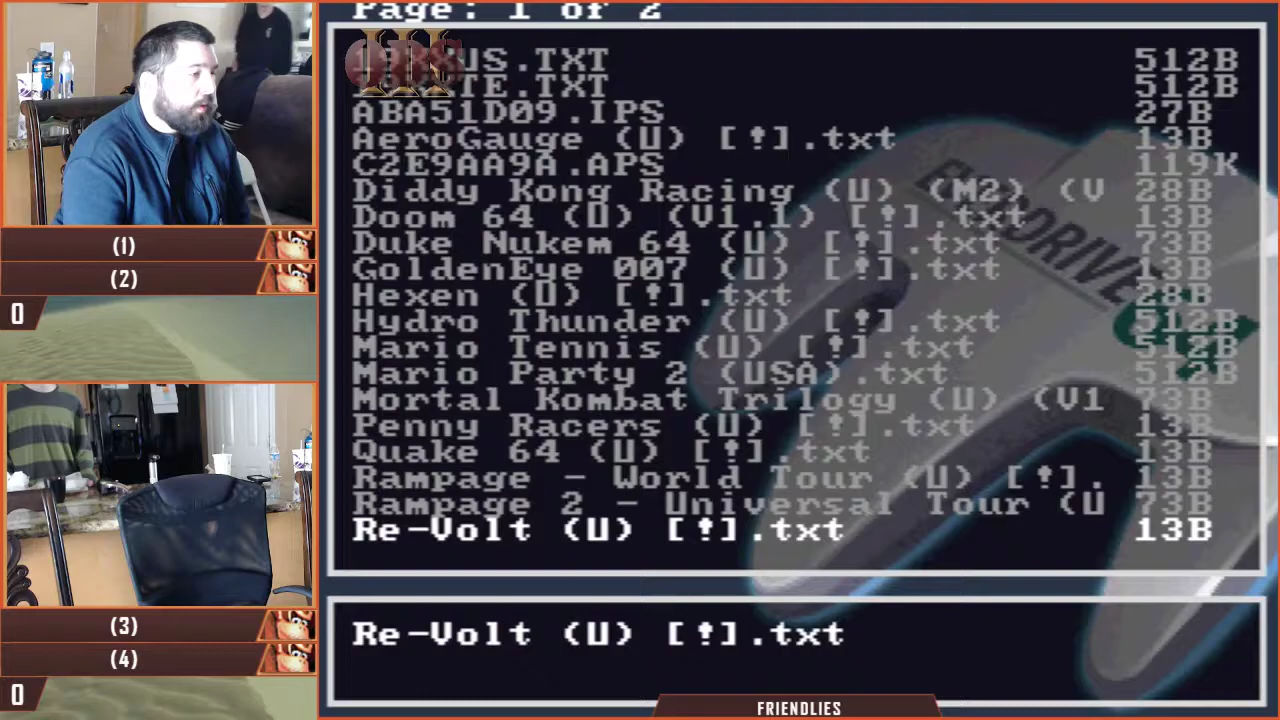 Page: 1 of 2
US.TXT 512B
TE.TXT 512B
ABA51D09.IPS 27B
AeroGauge (U) [!].txt 13B
C2E9AA9A.APS 119K
Diddy Kong Racing (U) (M2) (V 28B
Doom 64 (U) (V1.1) [!].txt 13B
Duke Nukem 64 (U) [!].txt 73B
GoldenEye 007 (U) [!].txt 13B
Hexen (U) [!].txt 28B
Hydro Thunder (U) [!].txt 512B
Mario Tennis (U) [!].txt 512B
Mario Party 2 (USA).txt 512B
Mortal Kombat Trilogy (U) (V1 73B
Penny Racers (U) [!].txt 13B
Quake 64 (U) [!].txt 13B
Rampage - World Tour (U) [!]. 13B
Rampage 2 - Universal Tour (U 73B
Re-Volt (U) [!].txt 13B
Re-Volt (U) [!].txt
(1)
(2)
0
(3)
(4)
0
FRIENDLIES